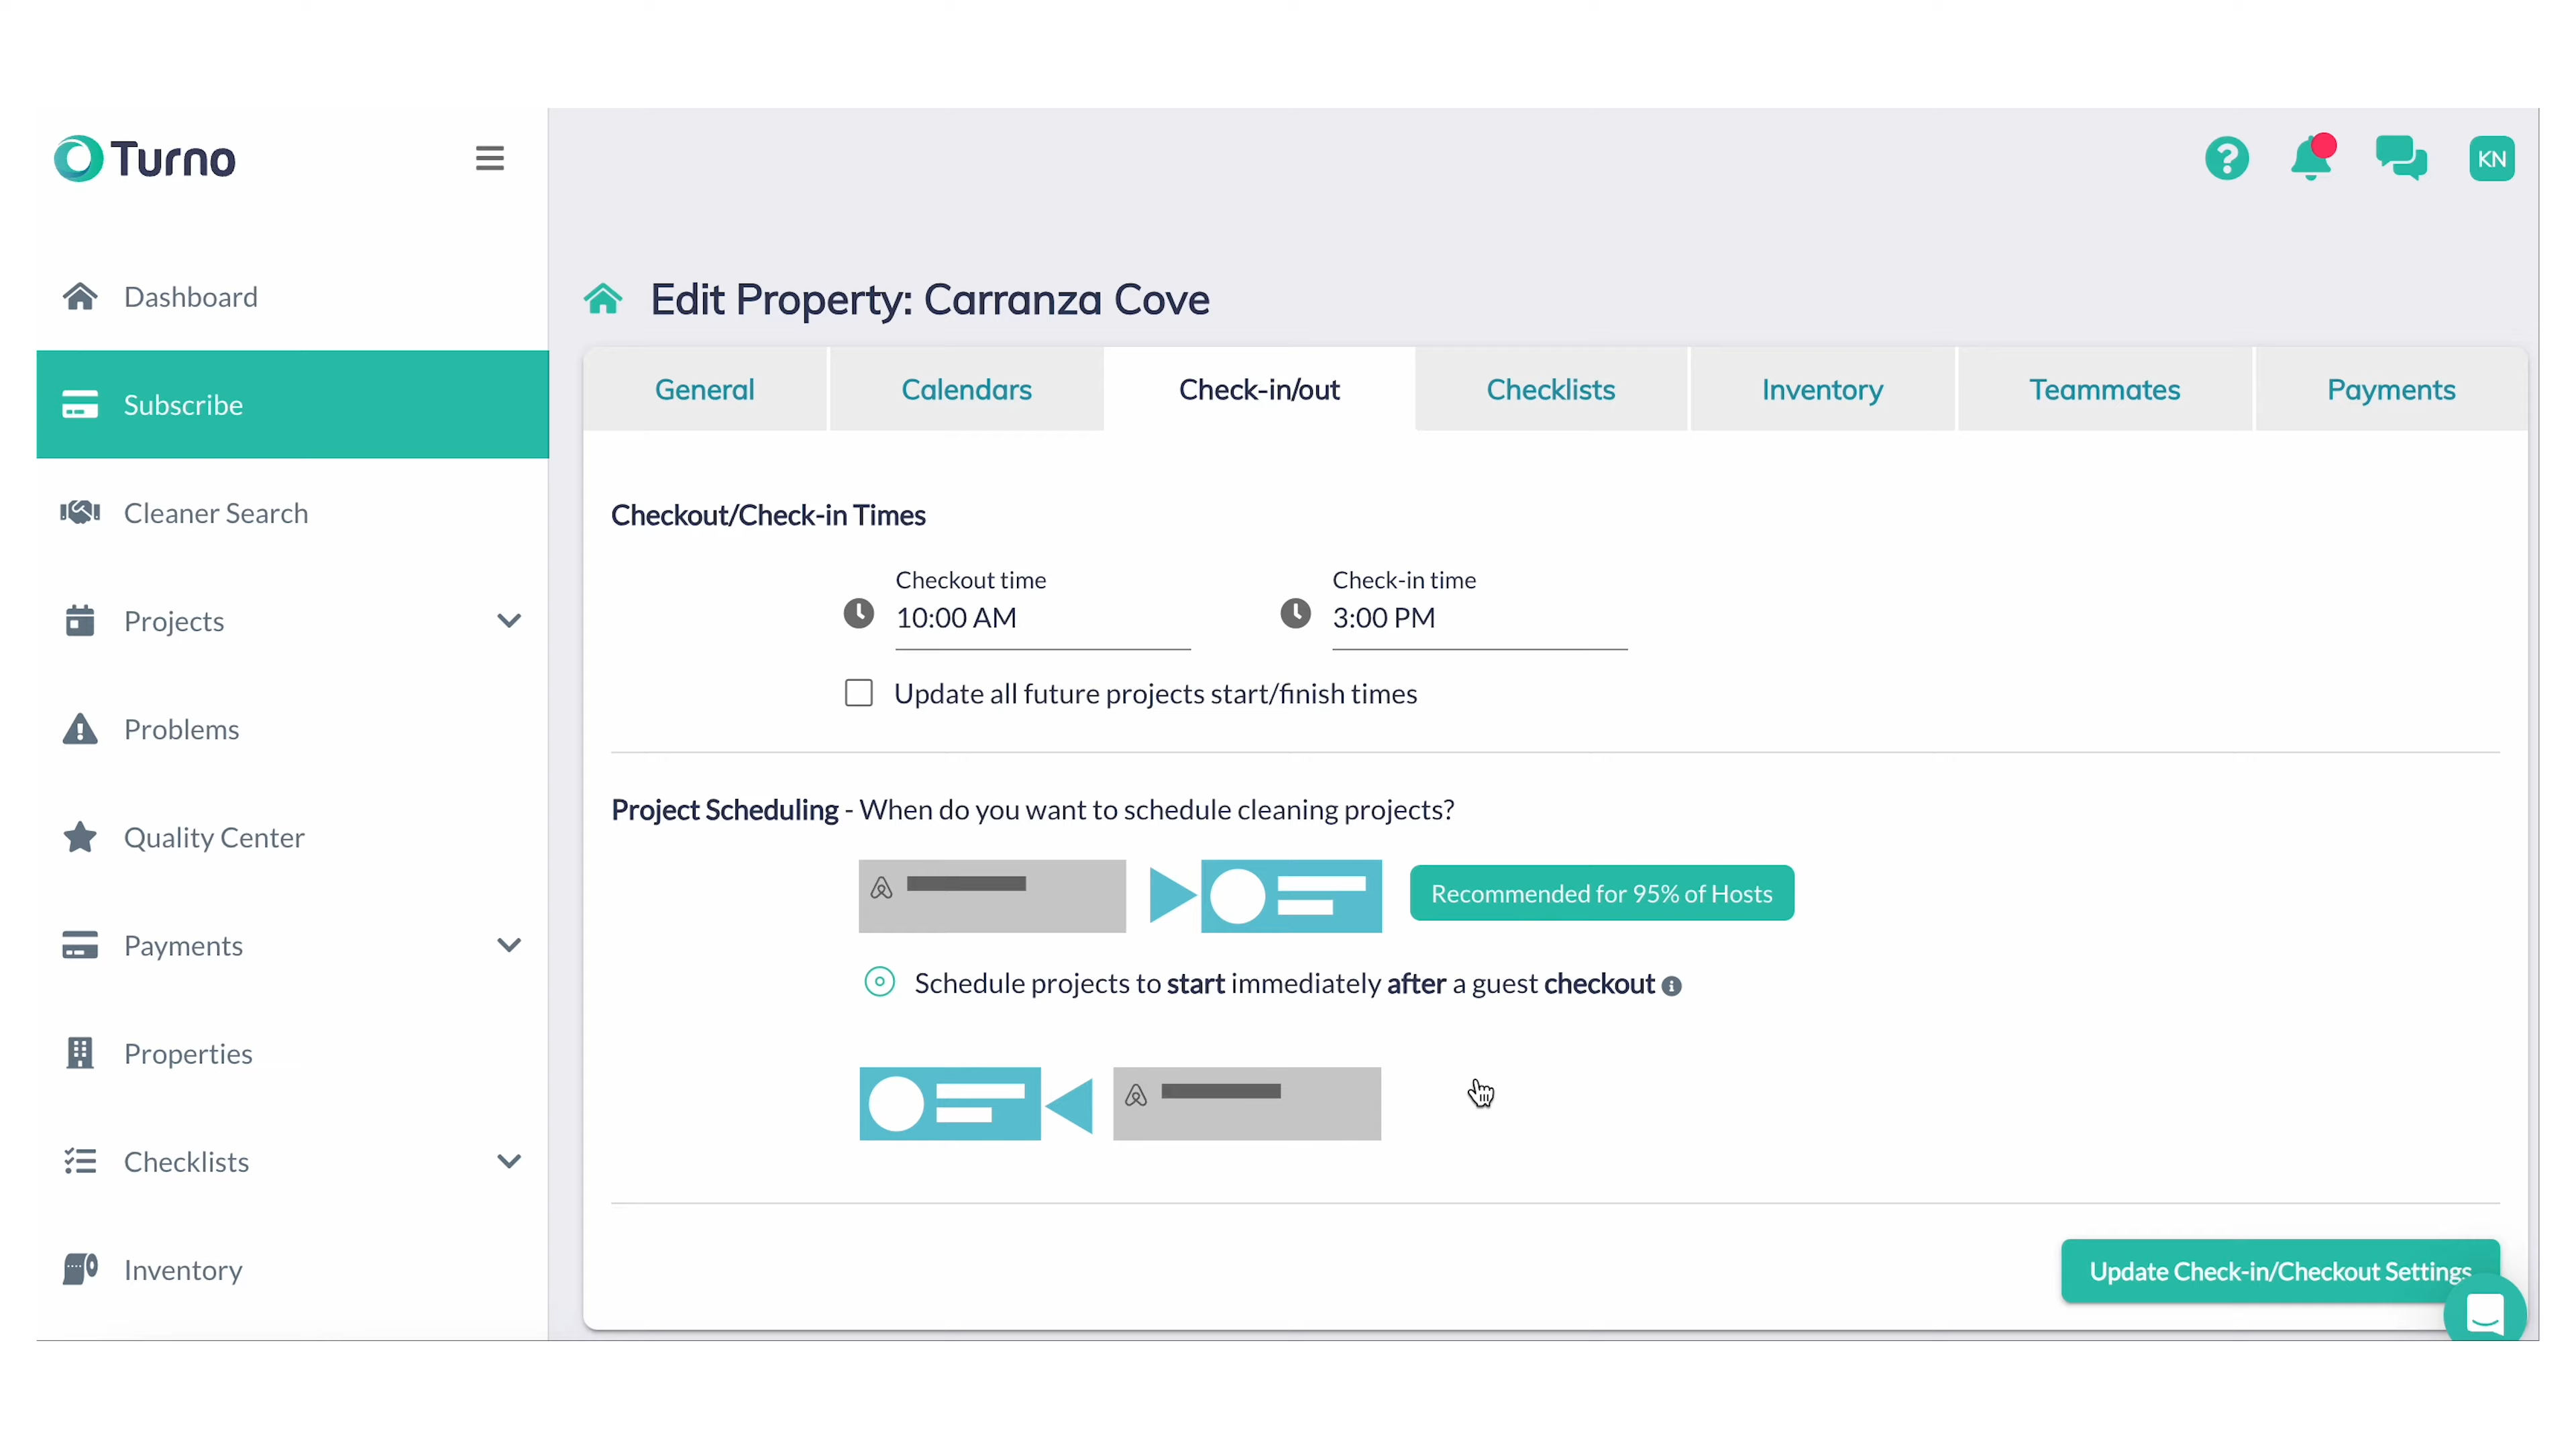 Turno
KN
Dashboard
Subscribe
Cleaner Search
Projects
Problems
Quality Center
Payments
Properties
Checklists
Inventory
Edit Property: Carranza Cove
General Calendars Check-in/out Checklists Inventory Teammates Payments
Checkout/Check-in Times
Checkout time Check-in time
10:00 AM 3:00 PM
Update all future projects start/finish times
Project Scheduling - When do you want to schedule cleaning projects?
Recommended for 95% of Hosts
Schedule projects to start immediately after a guest checkout
Update Check-in/Checkout Settings